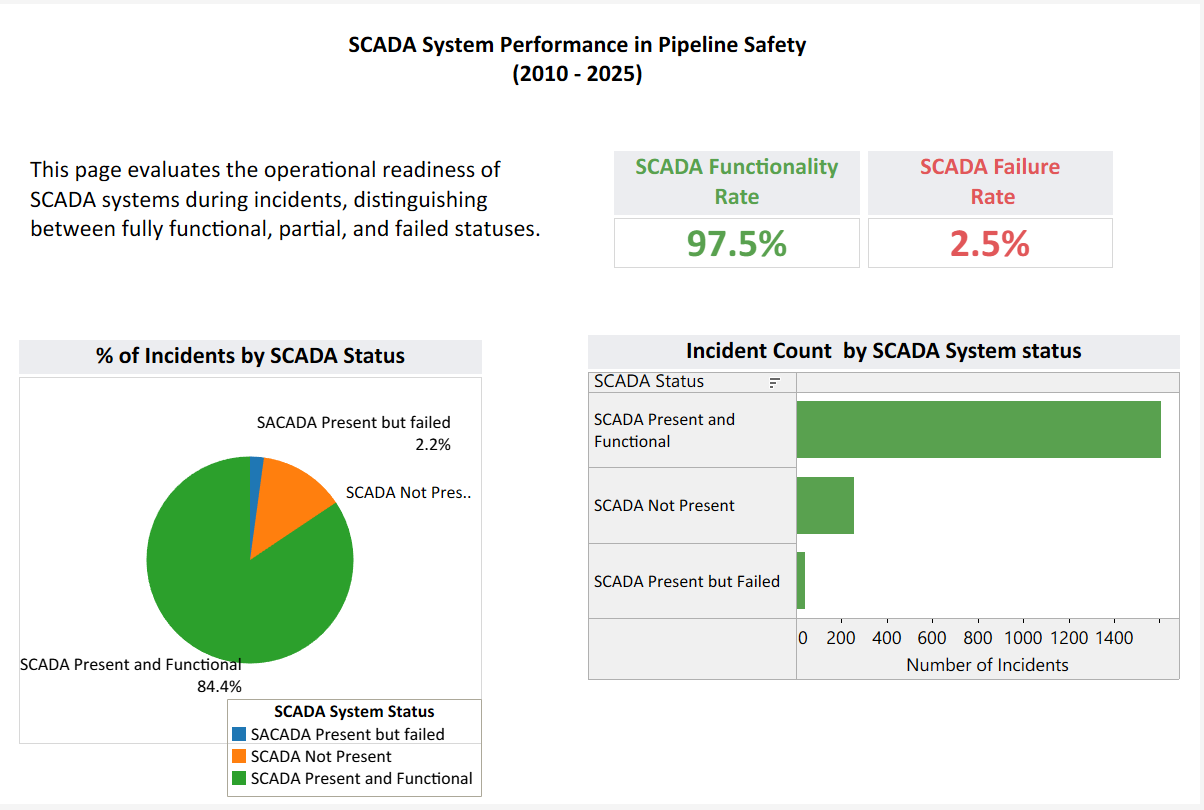 SCADA System Performance in Pipeline Safety
(2010 - 2025)
This page evaluates the operational readiness of
SCADA systems during incidents, distinguishing
between fully functional, partial, and failed statuses.
SCADA Functionality
Rate
97.5%
SCADA Failure
Rate
2.5%
% of Incidents by SCADA Status
SACADA Present but failed
2.2%
SCADA Not Pres..
SCADA Present and Functional
84.4%
SCADA System Status
SACADA Present but failed
SCADA Not Present
SCADA Present and Functional
Incident Count  by SCADA System status
SCADA Status
SCADA Present and
Functional
SCADA Not Present
SCADA Present but Failed
0 200 400 600 800 1000 1200 1400
Number of Incidents